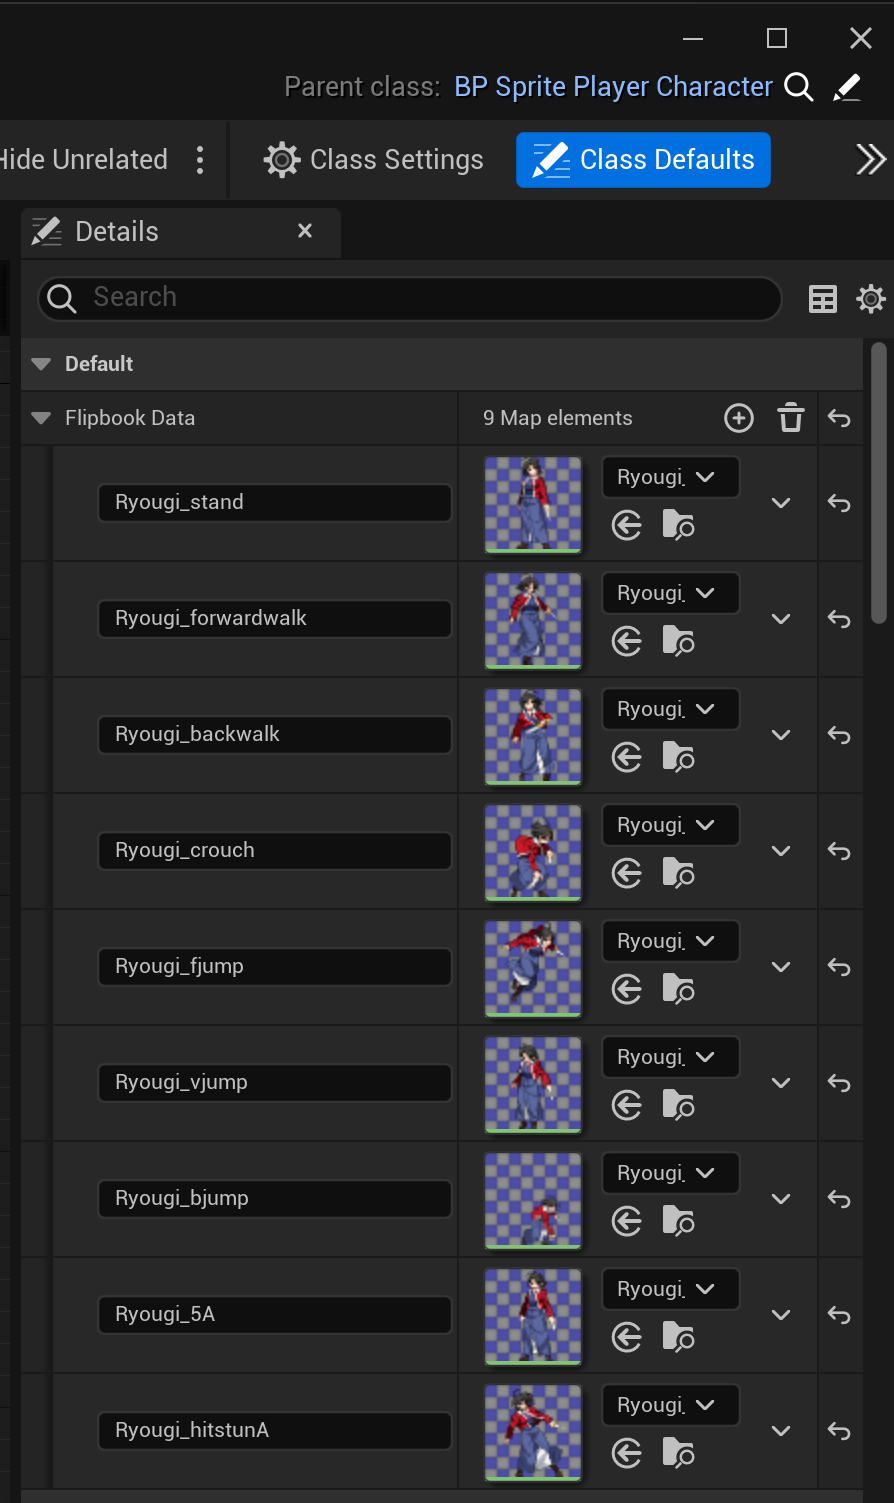 Parent class: BP Sprite Player Character
Hide Unrelated Class Settings Class Defaults
Details
Search
Default
Flipbook Data 9 Map elements
Ryougi_stand Ryougi_
Ryougi_forwardwalk Ryougi_
Ryougi_backwalk Ryougi_
Ryougi_crouch Ryougi_
Ryougi_fjump Ryougi_
Ryougi_vjump Ryougi_
Ryougi_bjump Ryougi_
Ryougi_5A Ryougi_
Ryougi_hitstunA Ryougi_